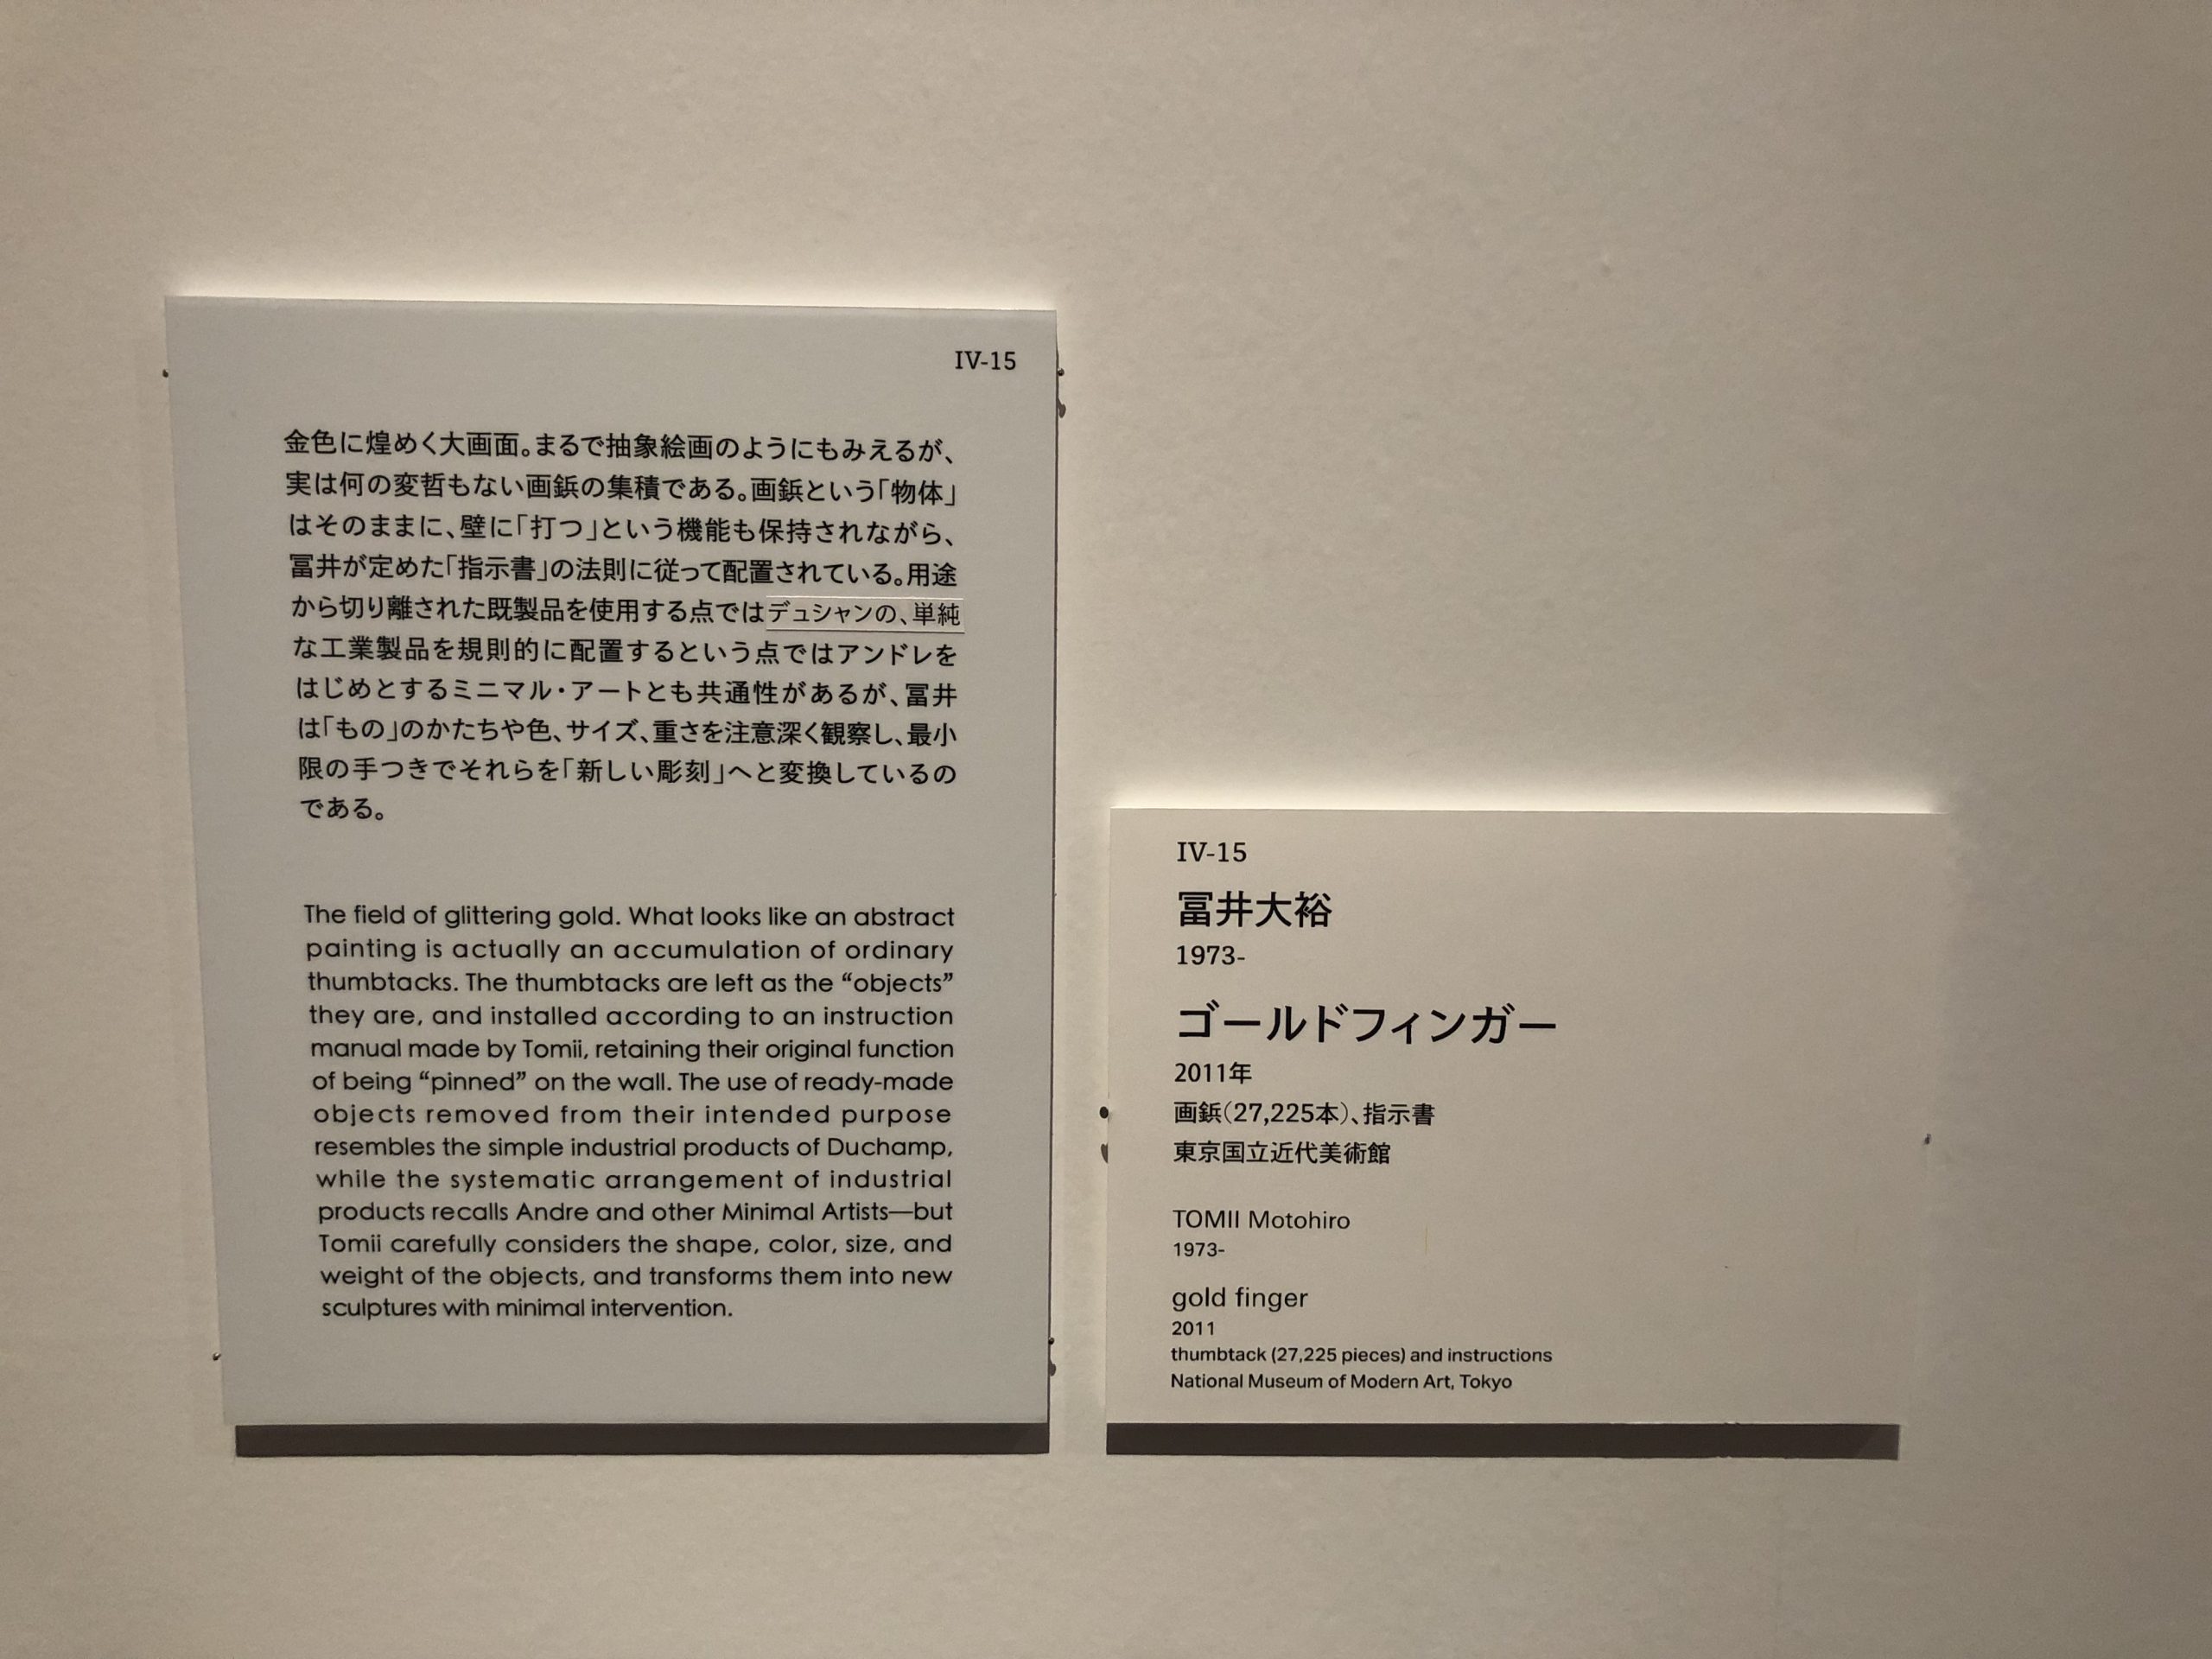 IV-15
金色に煌めく大画面。まるで抽象絵画のようにもみえるが、
実は何の変哲もない画鋲の集積である。画鋲という「物体」
はそのままに、壁に「打つ」という機能も保持されながら、
冨井が定めた「指示書」の法則に従って配置されている。用途
から切り離された既製品を使用する点ではデュシャンの、単純
な工業製品を規則的に配置するという点ではアンドレを
はじめとするミニマル・アートとも共通性があるが、冨井
は「もの」のかたちや色、サイズ、重さを注意深く観察し、最小
限の手つきでそれらを「新しい彫刻」へと変換しているの
である。
The field of glittering gold. What looks like an abstract
painting is actually an accumulation of ordinary
thumbtacks. The thumbtacks are left as the “objects”
they are, and installed according to an instruction
manual made by Tomii, retaining their original function
of being “pinned” on the wall. The use of ready-made
objects removed from their intended purpose
resembles the simple industrial products of Duchamp,
while the systematic arrangement of industrial
products recalls Andre and other Minimal Artists—but
Tomii carefully considers the shape, color, size, and
weight of the objects, and transforms them into new
sculptures with minimal intervention.
IV-15
冨井大裕
1973-
ゴールドフィンガー
2011年
画鋲（27,225本）、指示書
東京国立近代美術館
TOMII Motohiro
1973-
gold finger
2011
thumbtack (27,225 pieces) and instructions
National Museum of Modern Art, Tokyo